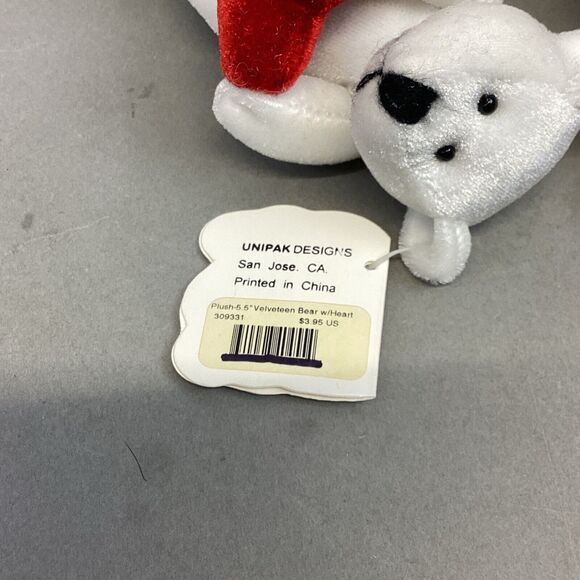 UNIPAK DESIGNS
San Jose. CA.
Printed in China
Plush-5.5" Velveteen Bear w/Heart
309331 $3.95 US